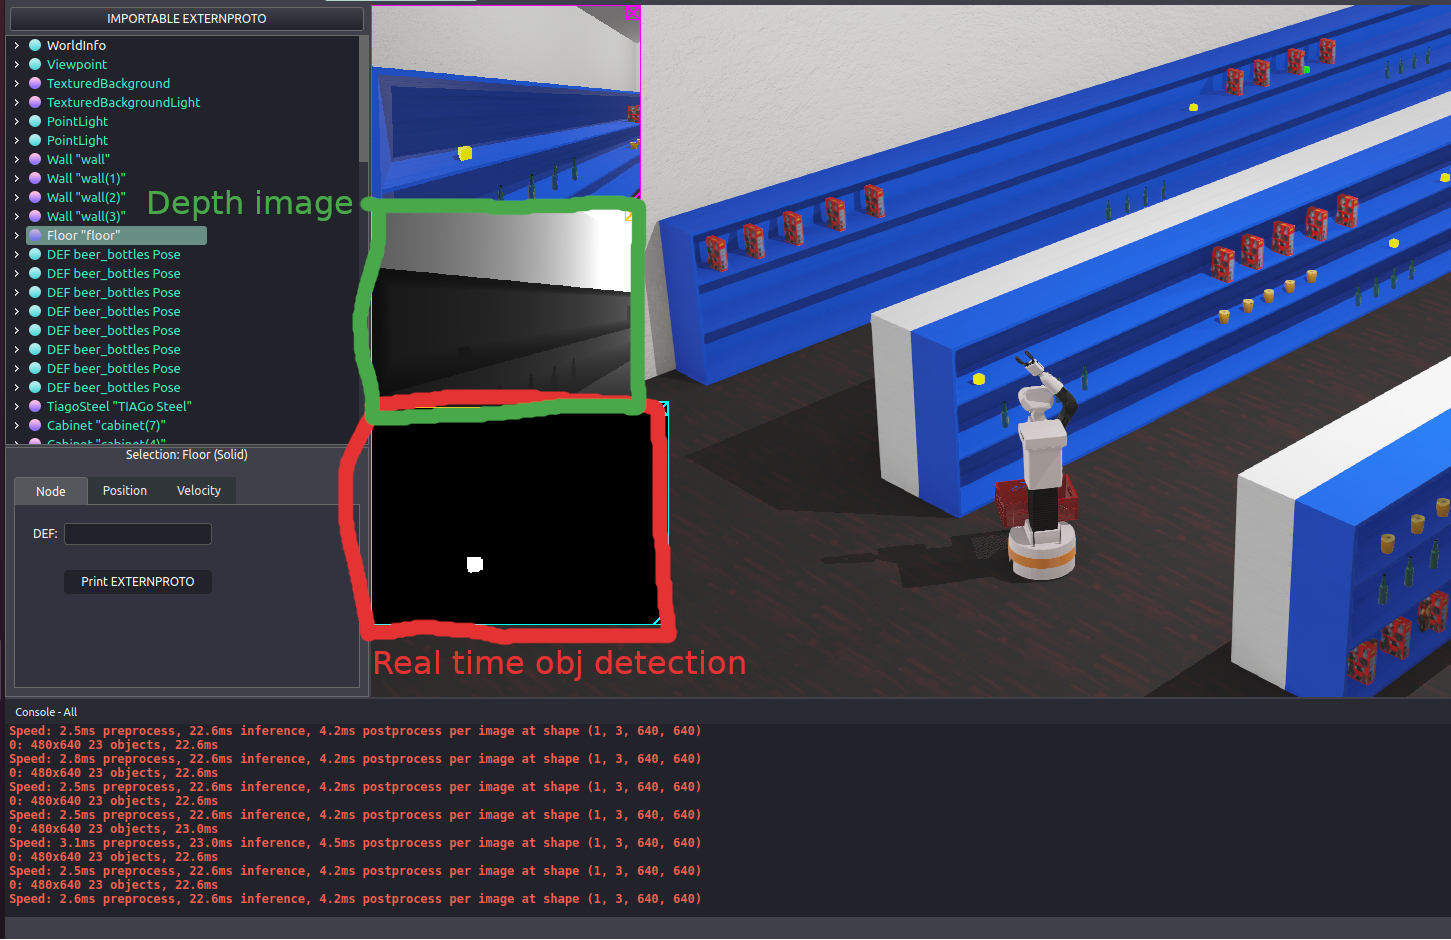 IMPORTABLE EXTERNPROTO
WorldInfo
Viewpoint
TexturedBackground
TexturedBackgroundLight
PointLight
PointLight
Wall "wall"
Wall "wall(1)"
Wall "wall(2)"
Wall "wall(3)"
Floor "floor"
DEF beer_bottles Pose
DEF beer_bottles Pose
DEF beer_bottles Pose
DEF beer_bottles Pose
DEF beer_bottles Pose
DEF beer_bottles Pose
DEF beer_bottles Pose
DEF beer_bottles Pose
TiagoSteel "TIAGo Steel"
Cabinet "cabinet(7)"
Cabinet "cabinet(4)"
Depth image
Selection: Floor (Solid)
Node Position Velocity
DEF:
Print EXTERNPROTO
Real time obj detection
Console - All
Speed: 2.5ms preprocess, 22.6ms inference, 4.2ms postprocess per image at shape (1, 3, 640, 640)
0: 480x640 23 objects, 22.6ms
Speed: 2.8ms preprocess, 22.6ms inference, 4.2ms postprocess per image at shape (1, 3, 640, 640)
0: 480x640 23 objects, 22.6ms
Speed: 2.5ms preprocess, 22.6ms inference, 4.2ms postprocess per image at shape (1, 3, 640, 640)
0: 480x640 23 objects, 22.6ms
Speed: 2.5ms preprocess, 22.6ms inference, 4.2ms postprocess per image at shape (1, 3, 640, 640)
0: 480x640 23 objects, 23.0ms
Speed: 3.1ms preprocess, 23.0ms inference, 4.5ms postprocess per image at shape (1, 3, 640, 640)
0: 480x640 23 objects, 22.6ms
Speed: 2.5ms preprocess, 22.6ms inference, 4.2ms postprocess per image at shape (1, 3, 640, 640)
0: 480x640 23 objects, 22.6ms
Speed: 2.6ms preprocess, 22.6ms inference, 4.2ms postprocess per image at shape (1, 3, 640, 640)